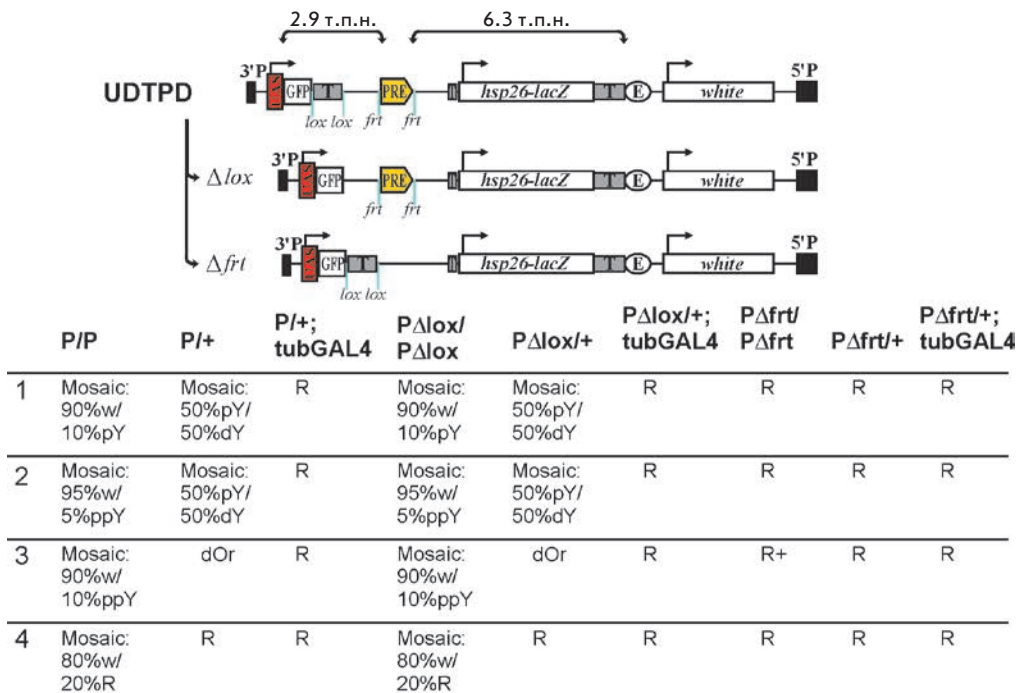 2.9 т.п.н. 6.3 т.п.н.
UDTPD 3'P GFP T PRE hsp26-lacZ T E white 5'P
lox lox frt frt
Δlox 3'P GFP PRE hsp26-lacZ T E white 5'P
frt frt
Δfrt 3'P GFP T hsp26-lacZ T E white 5'P
lox lox
P/P P/+ P/+; tubGAL4 PΔlox/ PΔlox PΔlox/+ PΔlox/+; tubGAL4 PΔfrt/ PΔfrt PΔfrt/+ PΔfrt/+; tubGAL4
1 Mosaic: Mosaic: R Mosaic: Mosaic: R R R R
90%w/ 50%pY/ 90%w/ 50%pY/
10%pY 50%dY 10%pY 50%dY
2 Mosaic: Mosaic: R Mosaic: Mosaic: R R R R
95%w/ 50%pY/ 95%w/ 50%pY/
5%ppY 50%dY 5%ppY 50%dY
3 Mosaic: dOr R Mosaic: dOr R R+ R R
90%w/ 90%w/
10%ppY 10%ppY
4 Mosaic: R R Mosaic: R R R R R
80%w/ 80%w/
20%R 20%R